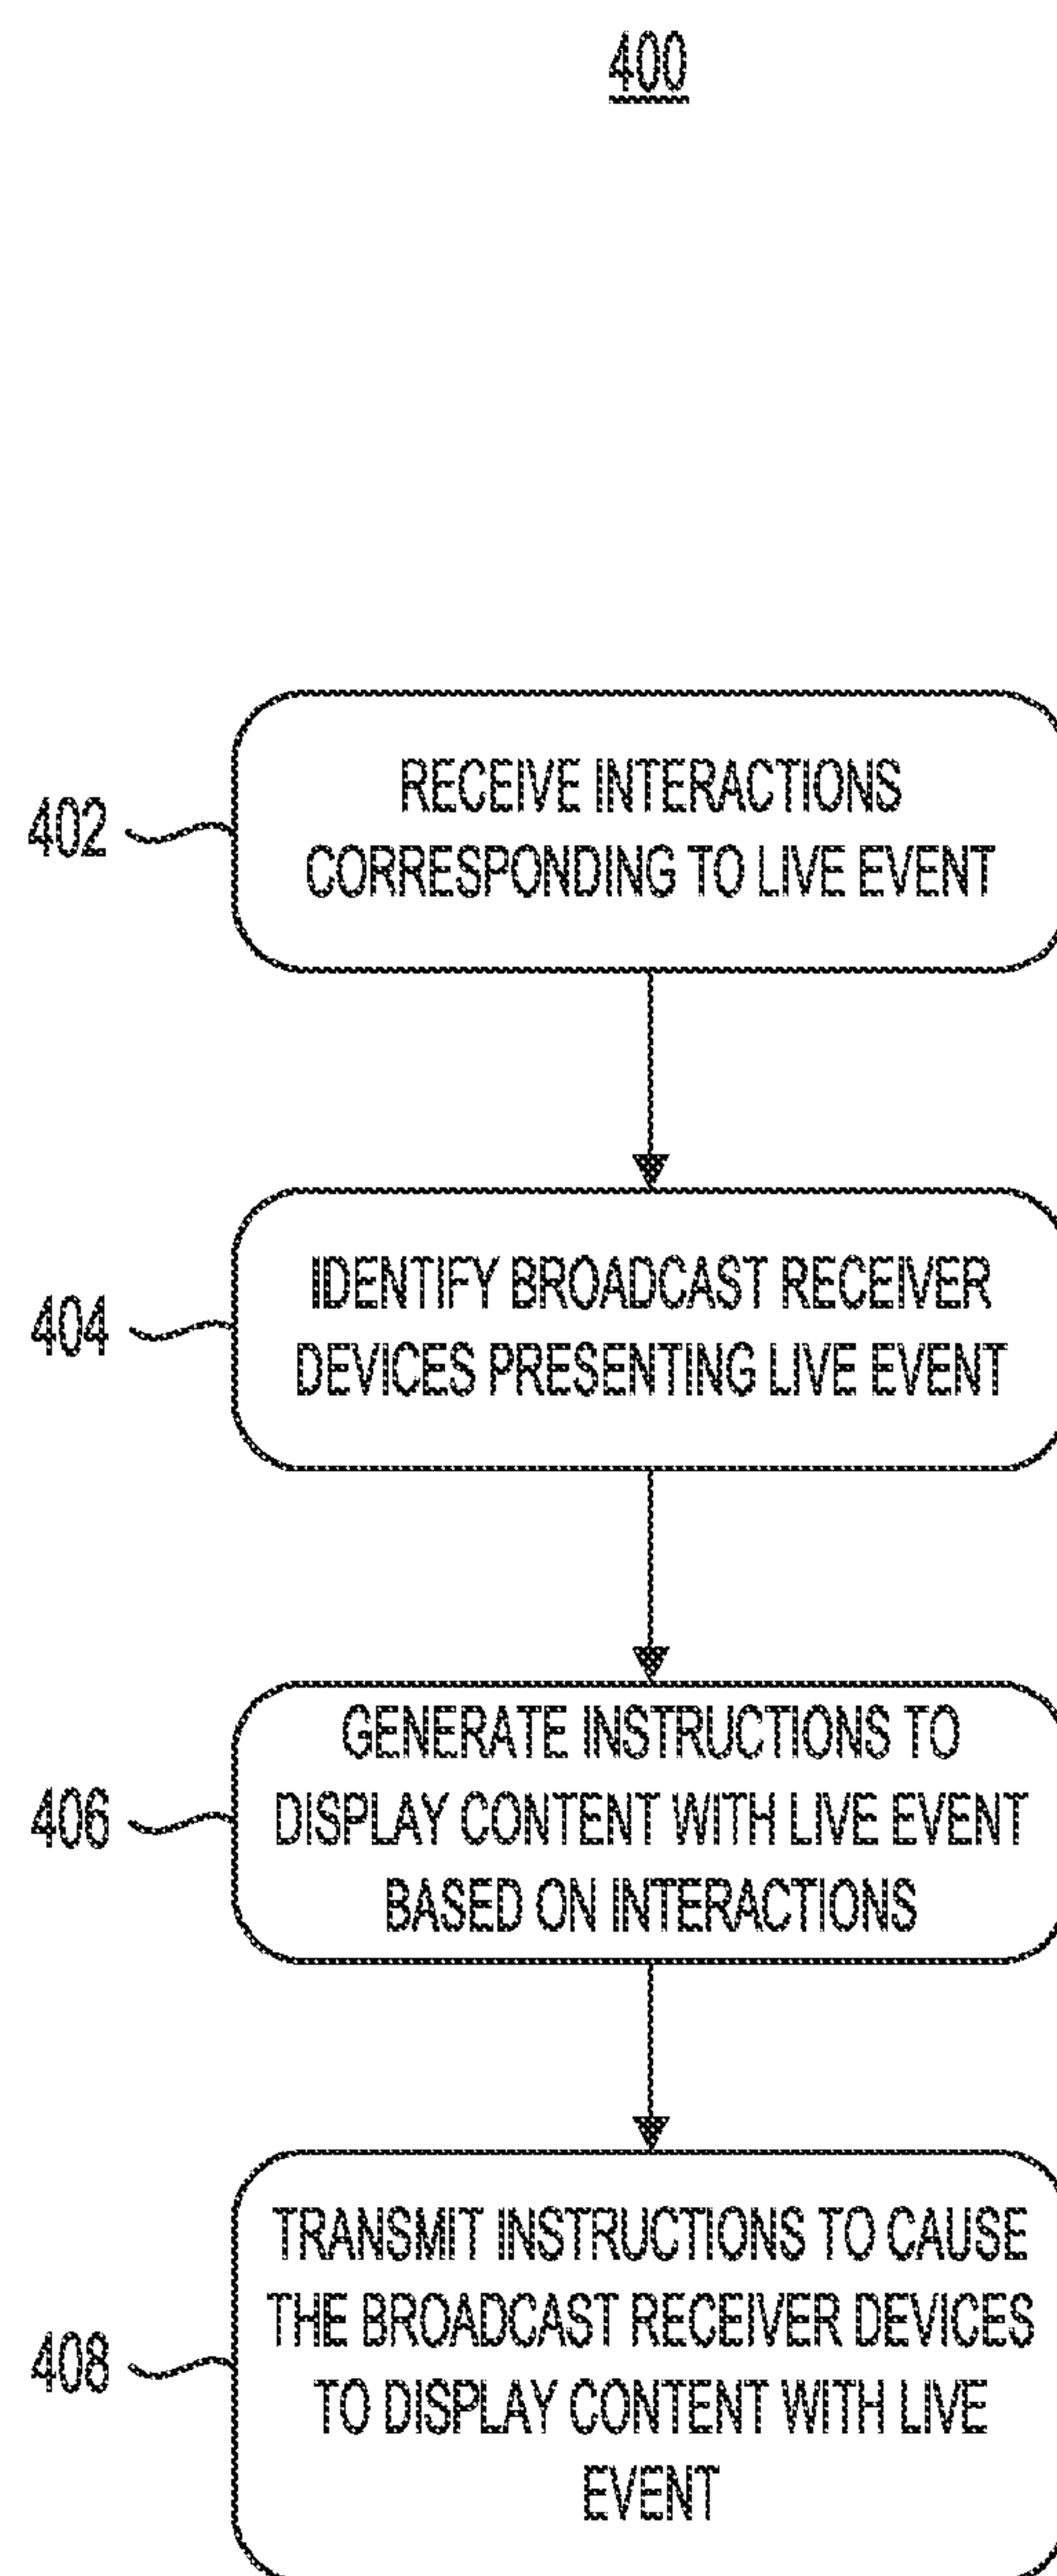 400
402
RECEIVE INTERACTIONS
CORRESPONDING TO LIVE EVENT
404
IDENTIFY BROADCAST RECEIVER
DEVICES PRESENTING LIVE EVENT
406
GENERATE INSTRUCTIONS TO
DISPLAY CONTENT WITH LIVE EVENT
BASED ON INTERACTIONS
408
TRANSMIT INSTRUCTIONS TO CAUSE
THE BROADCAST RECEIVER DEVICES
TO DISPLAY CONTENT WITH LIVE
EVENT